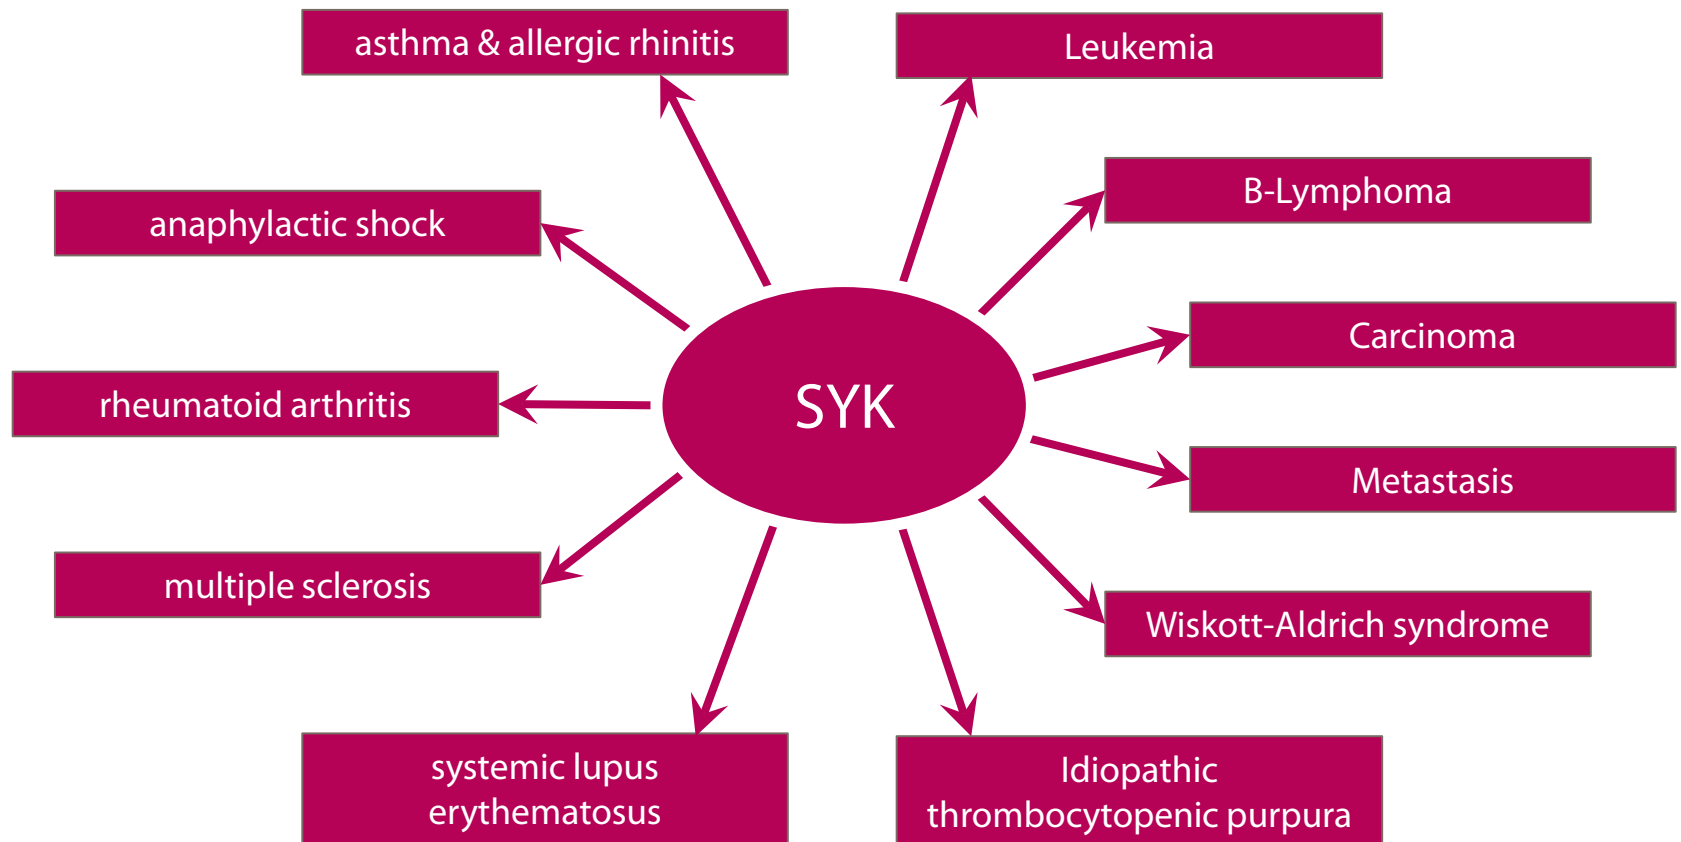 asthma & allergic rhinitis
Leukemia
B-Lymphoma
anaphylactic shock
Carcinoma
rheumatoid arthritis
SYK
Metastasis
multiple sclerosis
Wiskott-Aldrich syndrome
systemic lupus
erythematosus
Idiopathic
thrombocytopenic purpura